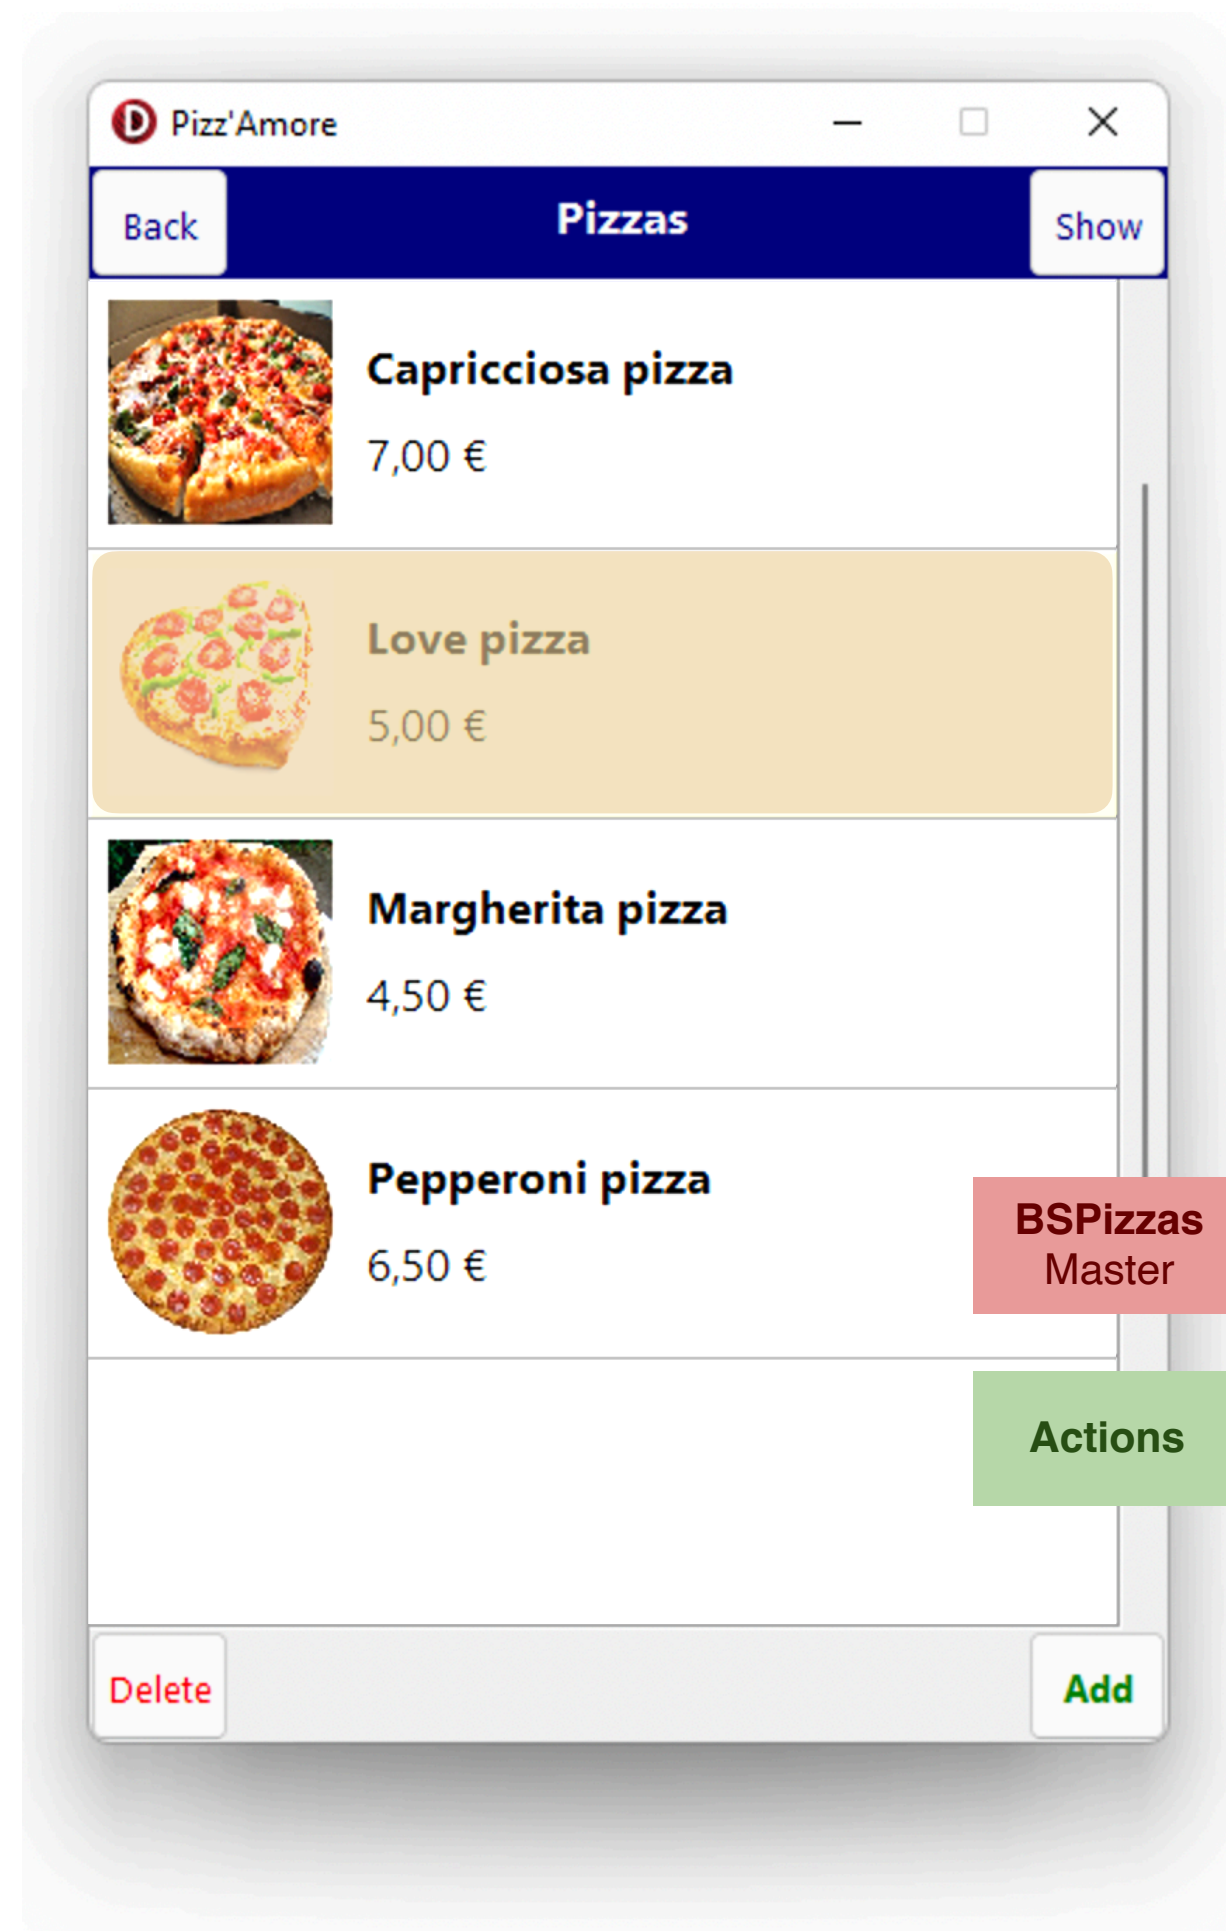 Pizz'Amore
Back
Pizzas
Show
Capricciosa pizza
7,00 €
Love pizza
5,00 €
Margherita pizza
4,50 €
Pepperoni pizza
6,50 €
BSPizzas
Master
Actions
Delete
Add